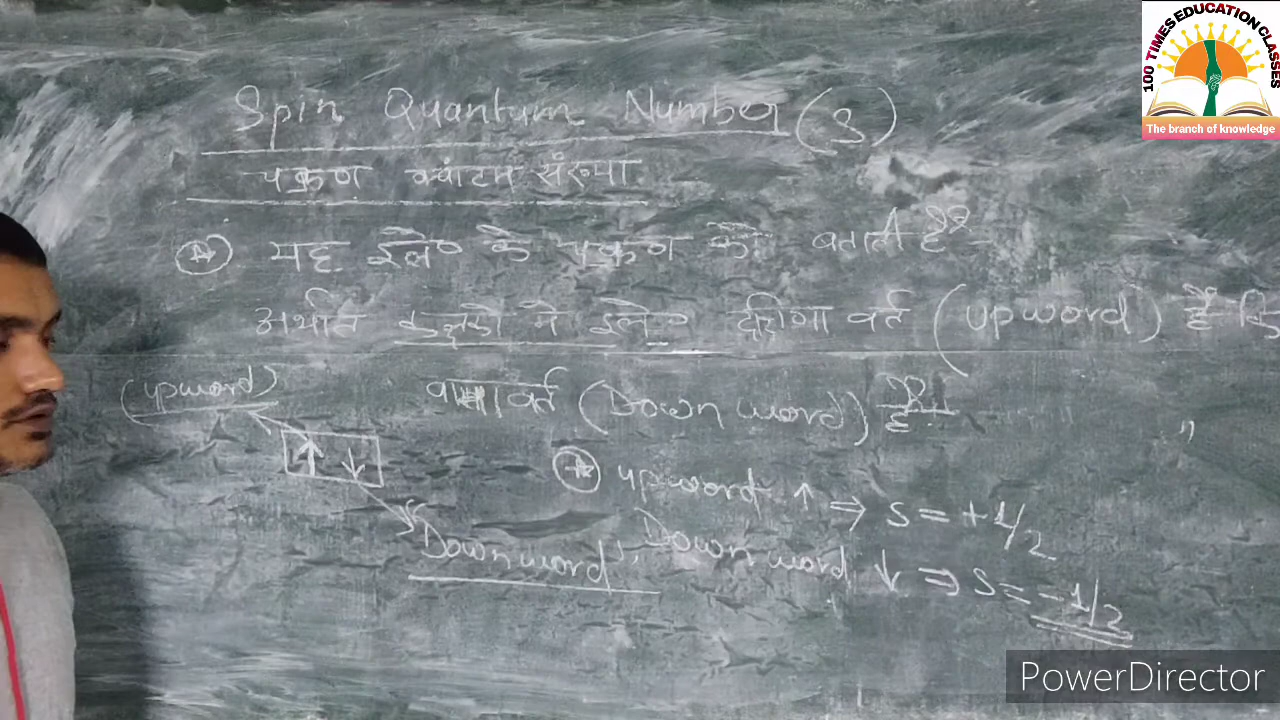 100 TIMES EDUCATION CLASSES
The branch of knowledge
Spin Quantum Number (S)
चक्रण क्वांटम संख्या
यह इले० के चक्रण को बताता है
अर्थात कक्षको में इले० दक्षिणा वर्त (upword) है कि
वामावर्त (Down word) है।
(upword)
↑ ↓
upword ↑ ⇒ S = +1/2
Downword
Down word ↓ ⇒ S = -1/2
PowerDirector